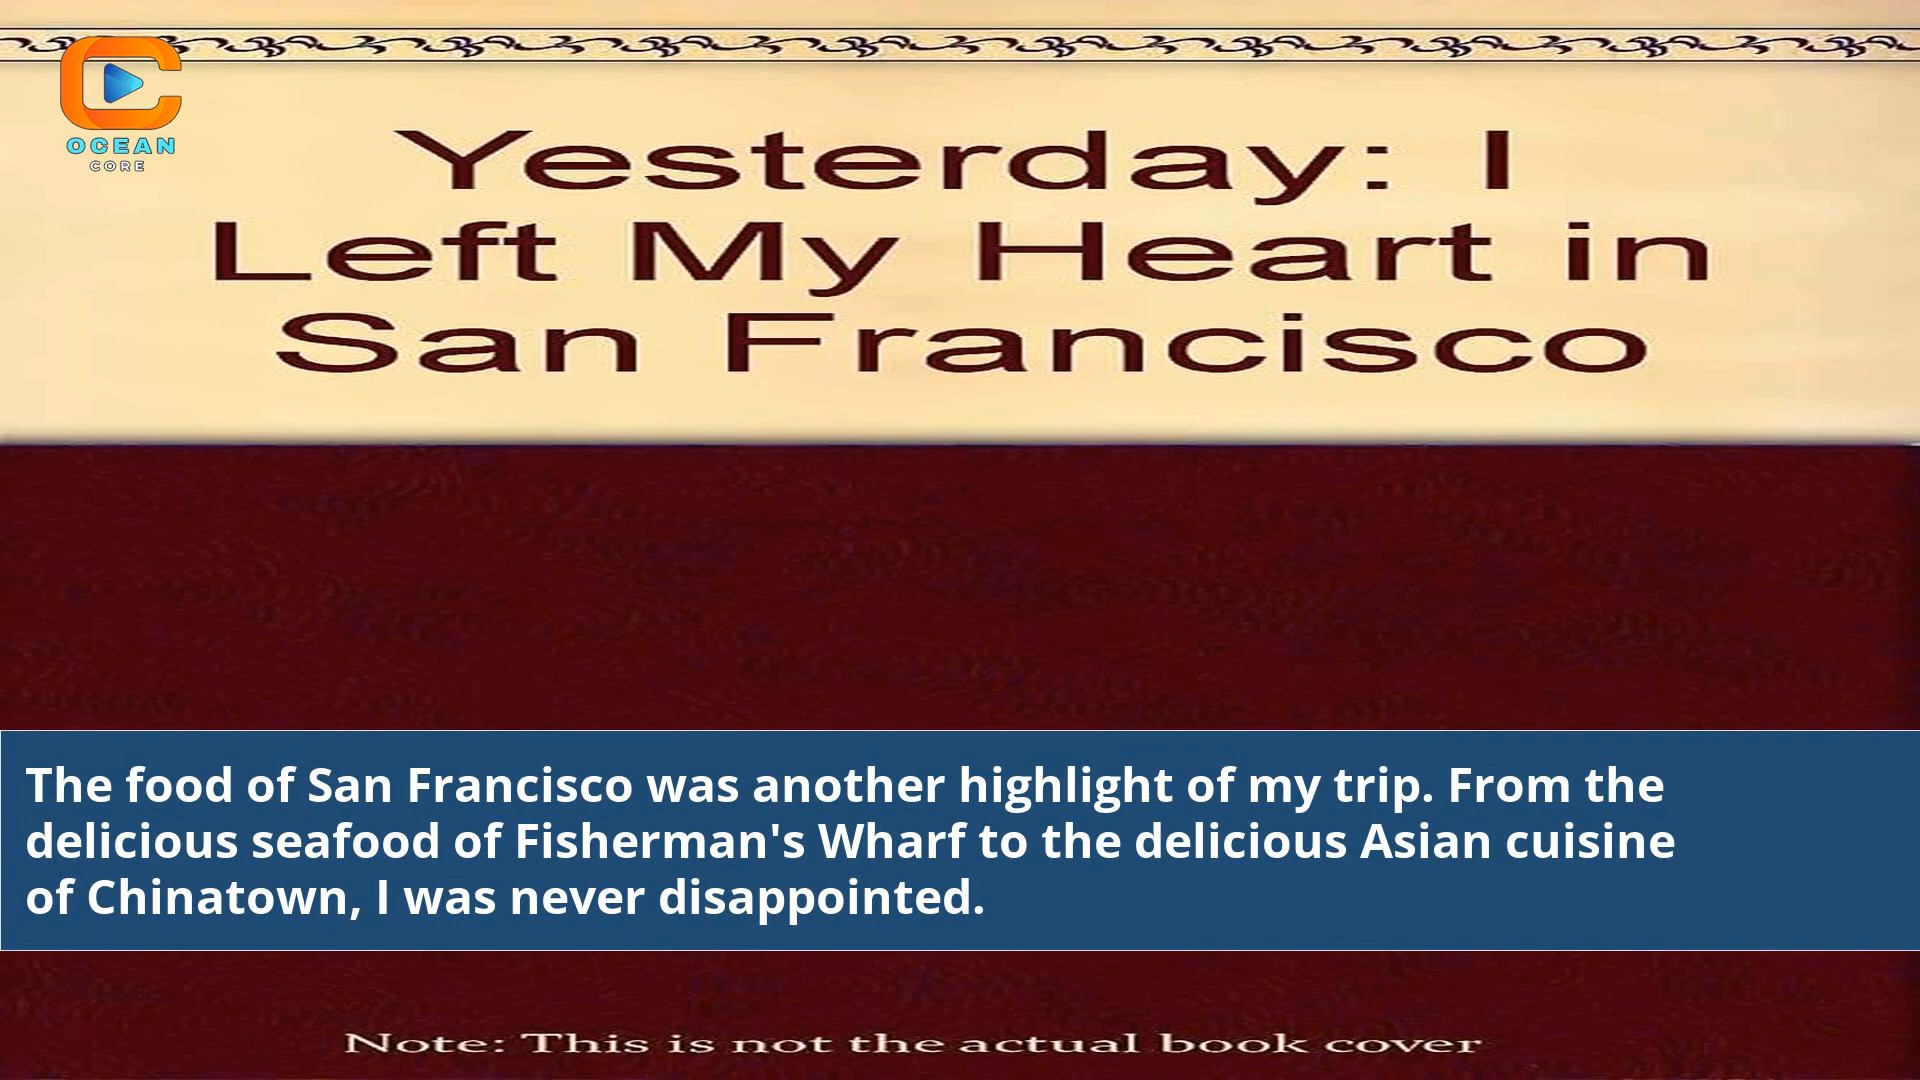 OCEAN
CORE
Yesterday: I
Left My Heart in
San Francisco
The food of San Francisco was another highlight of my trip. From the
delicious seafood of Fisherman's Wharf to the delicious Asian cuisine
of Chinatown, I was never disappointed.
Note: This is not the actual book cover